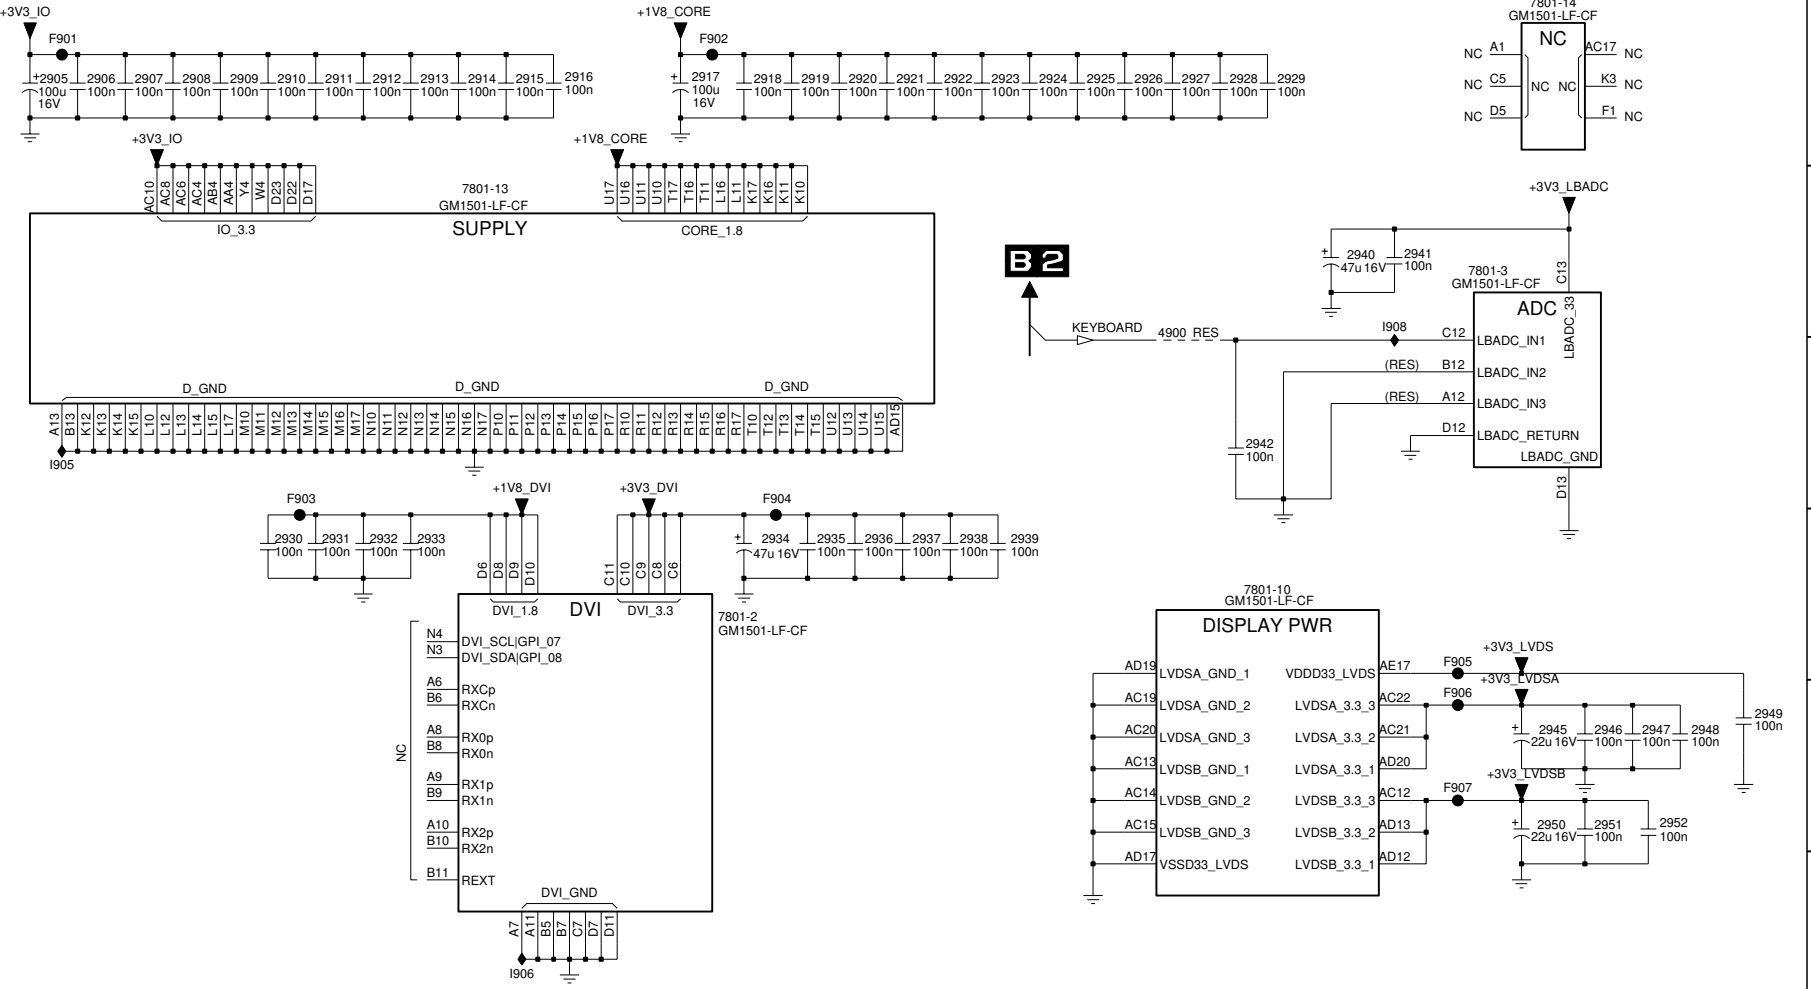 +3V3_IO
F901
2905 100u 16V
2906 100n
2907 100n
2908 100n
2909 100n
2910 100n
2911 100n
2912 100n
2913 100n
2914 100n
2915 100n
2916 100n
+1V8_CORE
F902
2917 100u 16V
2918 100n
2919 100n
2920 100n
2921 100n
2922 100n
2923 100n
2924 100n
2925 100n
2926 100n
2927 100n
2928 100n
2929 100n
7801-14
GM1501-LF-CF
NC
NC A1
NC C5
NC D5
NC NC
AC17 NC
K3 NC
F1 NC
+3V3_IO
AC10 AC8 AC6 AC4 AB4 AA4 Y4 W4 D23 D22 D17
IO_3.3
7801-13
GM1501-LF-CF
SUPPLY
+1V8_CORE
U17 U16 U11 U10 T17 T16 T11 L16 L11 K17 K16 K11 K10
CORE_1.8
D_GND D_GND D_GND
A13 B13 K12 K13 K14 K15 L10 L12 L13 L14 L15 L17 M10 M11 M12 M13 M14 M15 M16 M17 N10 N11 N12 N13 N14 N15 N16 N17 P10 P11 P12 P13 P14 P15 P16 P17 R10 R11 R12 R13 R14 R15 R16 R17 T10 T12 T13 T14 T15 U12 U13 U14 U15 AD15
I905
B 2
KEYBOARD
4900 RES
2942 100n
+3V3_LBADC
2940 47u 16V
2941 100n
7801-3
GM1501-LF-CF
C13
ADC
LBADC_33
I908
C12 LBADC_IN1
(RES) B12 LBADC_IN2
(RES) A12 LBADC_IN3
D12 LBADC_RETURN
LBADC_GND
D13
F903
+1V8_DVI
2930 100n
2931 100n
2932 100n
2933 100n
D6 D8 D9 D10
DVI_1.8
+3V3_DVI
C11 C10 C9 C8 C6
DVI_3.3
F904
2934 47u 16V
2935 100n
2936 100n
2937 100n
2938 100n
2939 100n
DVI
7801-2
GM1501-LF-CF
NC
N4 DVI_SCL|GPI_07
N3 DVI_SDA|GPI_08
A6 RXCp
B6 RXCn
A8 RX0p
B8 RX0n
A9 RX1p
B9 RX1n
A10 RX2p
B10 RX2n
B11 REXT
DVI_GND
A7 A11 B5 B7 C7 D7 D11
I906
7801-10
GM1501-LF-CF
DISPLAY PWR
AD19 LVDSA_GND_1
AC19 LVDSA_GND_2
AC20 LVDSA_GND_3
AC13 LVDSB_GND_1
AC14 LVDSB_GND_2
AC15 LVDSB_GND_3
AD17 VSSD33_LVDS
VDDD33_LVDS AE17
LVDSA_3.3_3 AC22
LVDSA_3.3_2 AC21
LVDSA_3.3_1 AD20
LVDSB_3.3_3 AC12
LVDSB_3.3_2 AD13
LVDSB_3.3_1 AD12
F905
+3V3_LVDS
F906
+3V3_LVDSA
2945 22u 16V
2946 100n
2947 100n
2948 100n
2949 100n
F907
+3V3_LVDSB
2950 22u 16V
2951 100n
2952 100n